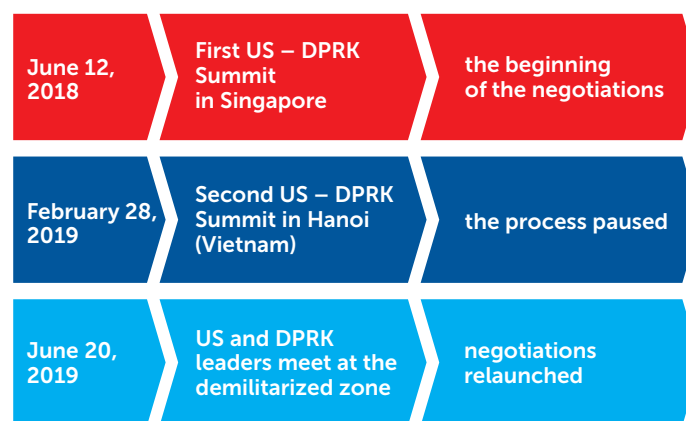 June 12,
2018
First US – DPRK
Summit
in Singapore
the beginning
of the negotiations
February 28,
2019
Second US – DPRK
Summit in Hanoi
(Vietnam)
the process paused
June 20,
2019
US and DPRK
leaders meet at the
demilitarized zone
negotiations
relaunched